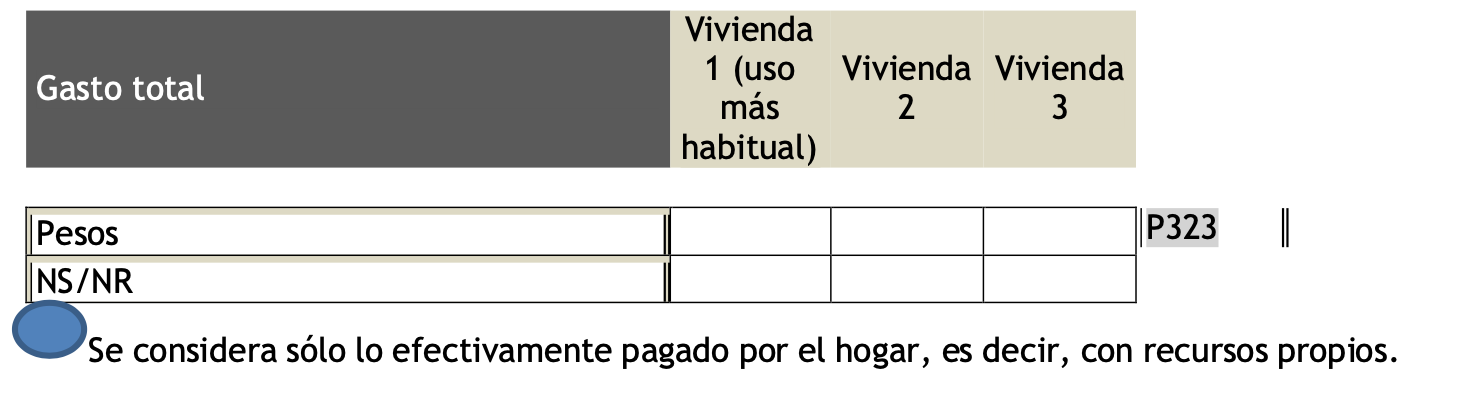 Gasto total
Vivienda
1 (uso
más
habitual)
Vivienda
2
Vivienda
3
Pesos
P323
NS/NR
Se considera sólo lo efectivamente pagado por el hogar, es decir, con recursos propios.